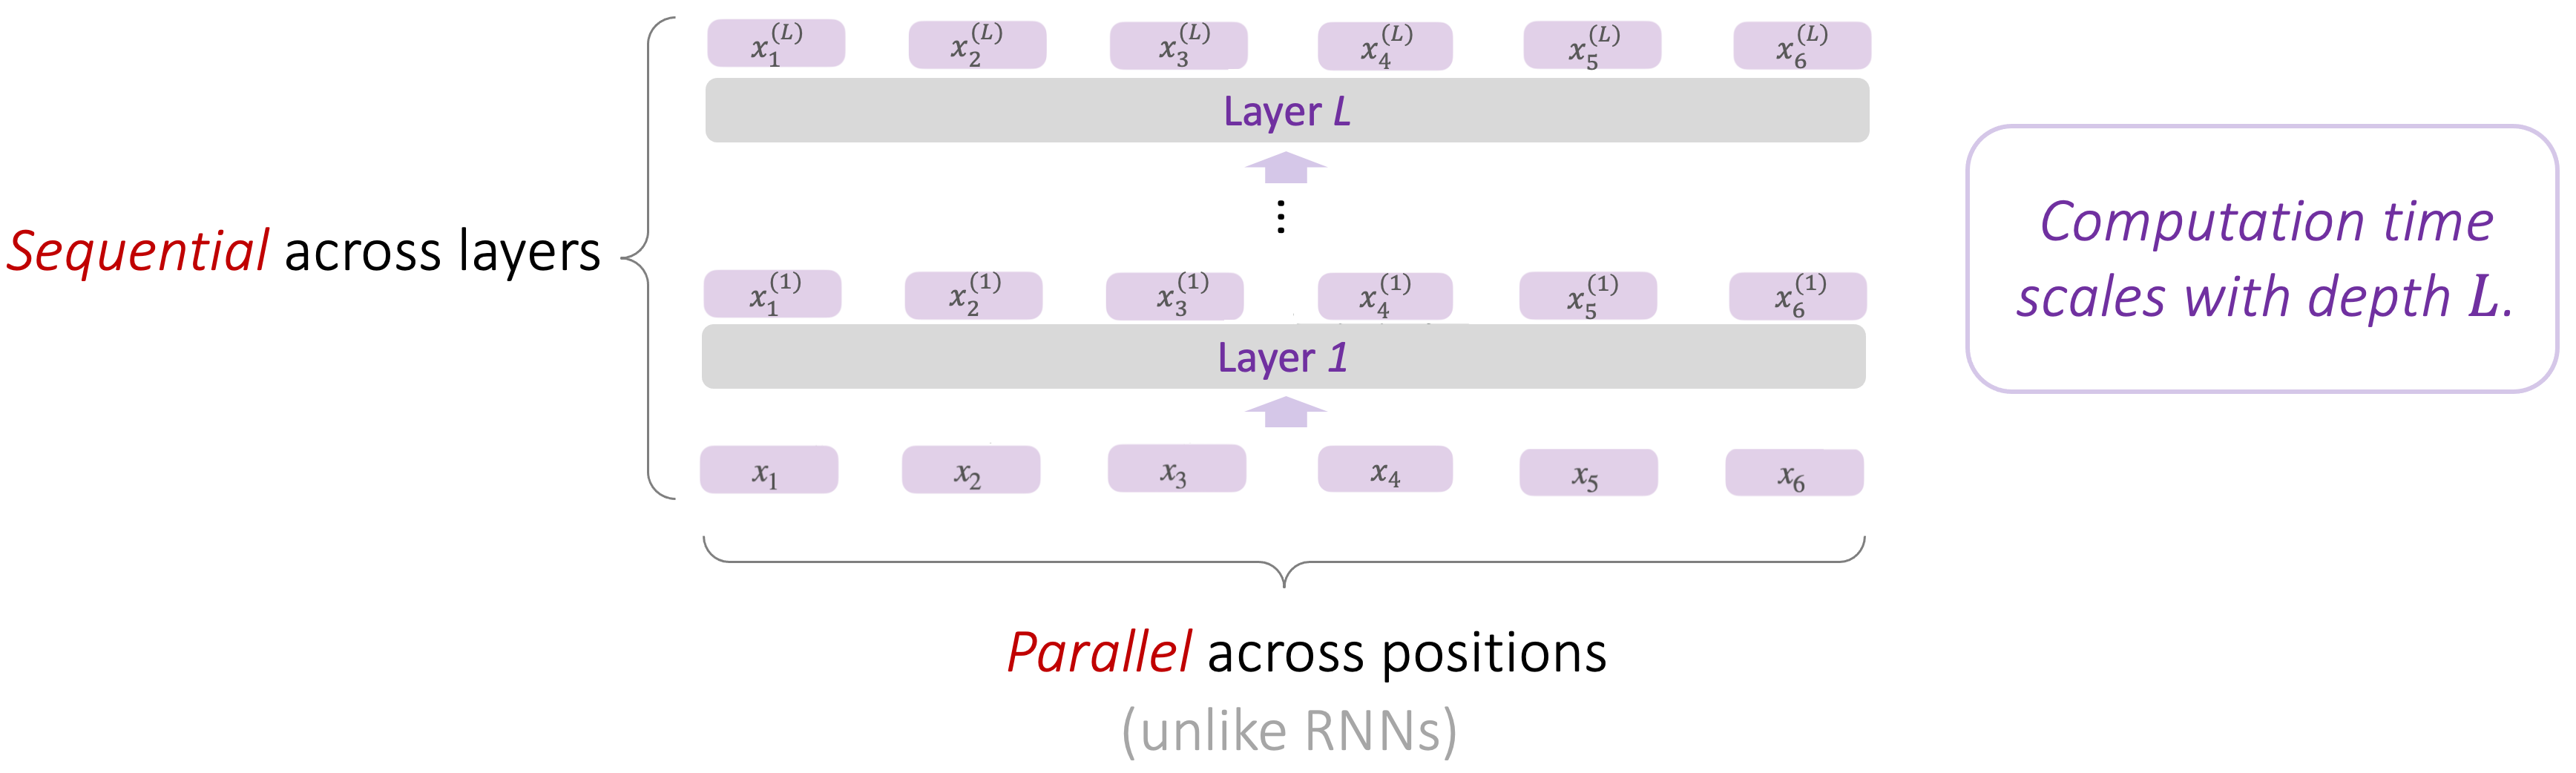 x_1^{(L)} x_2^{(L)} x_3^{(L)} x_4^{(L)} x_5^{(L)} x_6^{(L)}
Layer L
⋮
Sequential across layers
x_1^{(1)} x_2^{(1)} x_3^{(1)} x_4^{(1)} x_5^{(1)} x_6^{(1)}
Layer 1
x_1 x_2 x_3 x_4 x_5 x_6
Parallel across positions
(unlike RNNs)
Computation time
scales with depth L.